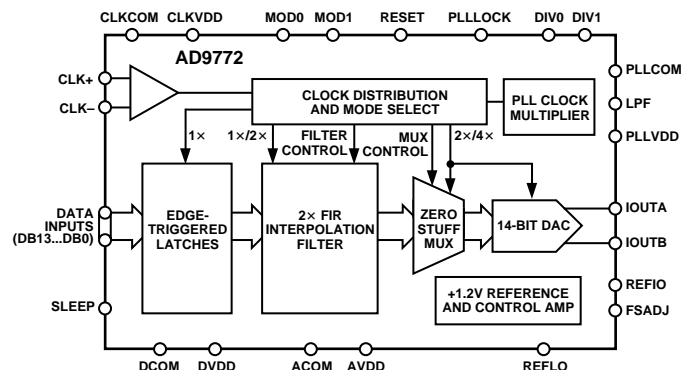 CLKCOM CLKVDD MOD0 MOD1 RESET PLLLOCK DIV0 DIV1
AD9772
CLK+
CLK–
CLOCK DISTRIBUTION
AND MODE SELECT
PLL CLOCK
MULTIPLIER
PLLCOM
LPF
PLLVDD
1×
1×/2×
FILTER
CONTROL
MUX
CONTROL
2×/4×
DATA
INPUTS
(DB13...DB0)
EDGE-
TRIGGERED
LATCHES
2× FIR
INTERPOLATION
FILTER
ZERO
STUFF
MUX
14-BIT DAC
IOUTA
IOUTB
SLEEP
+1.2V REFERENCE
AND CONTROL AMP
REFIO
FSADJ
DCOM DVDD ACOM AVDD REFLO